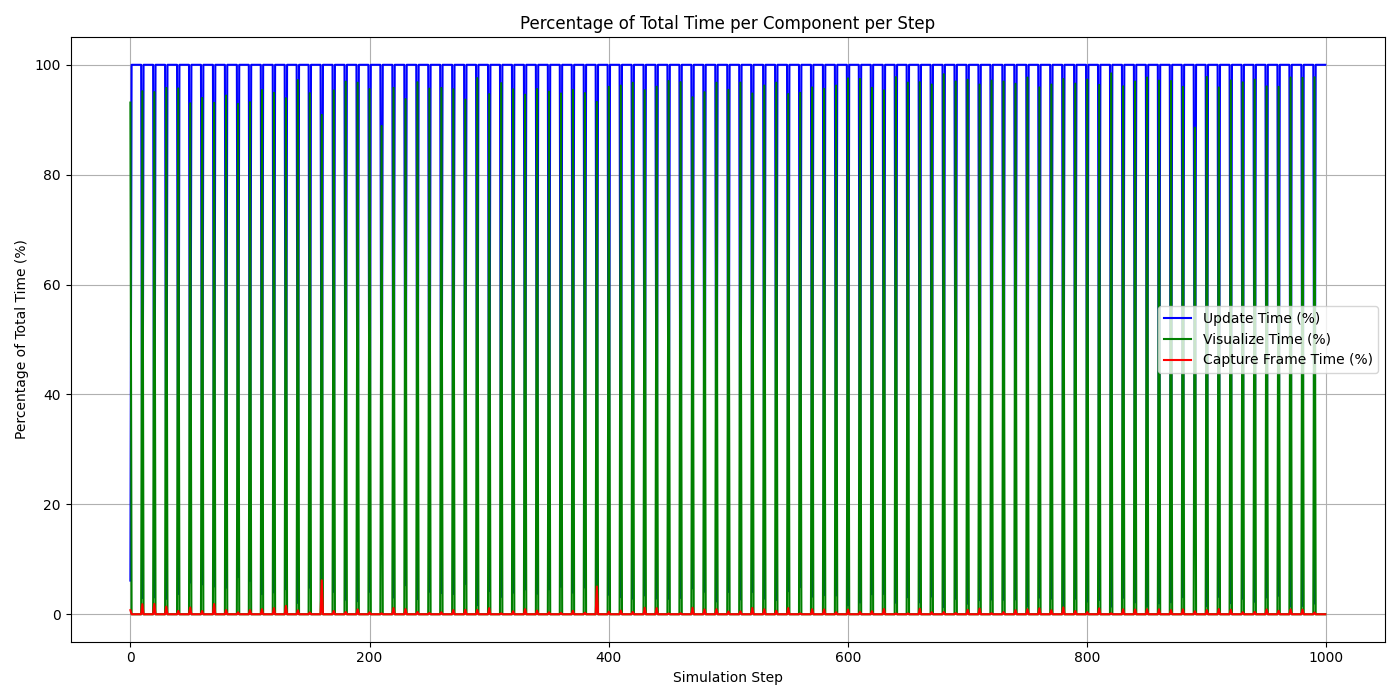 Percentage of Total Time per Component per Step
Percentage of Total Time (%)
100
80
60
40
20
0
Update Time (%)
Visualize Time (%)
Capture Frame Time (%)
0
200
400
600
800
1000
Simulation Step